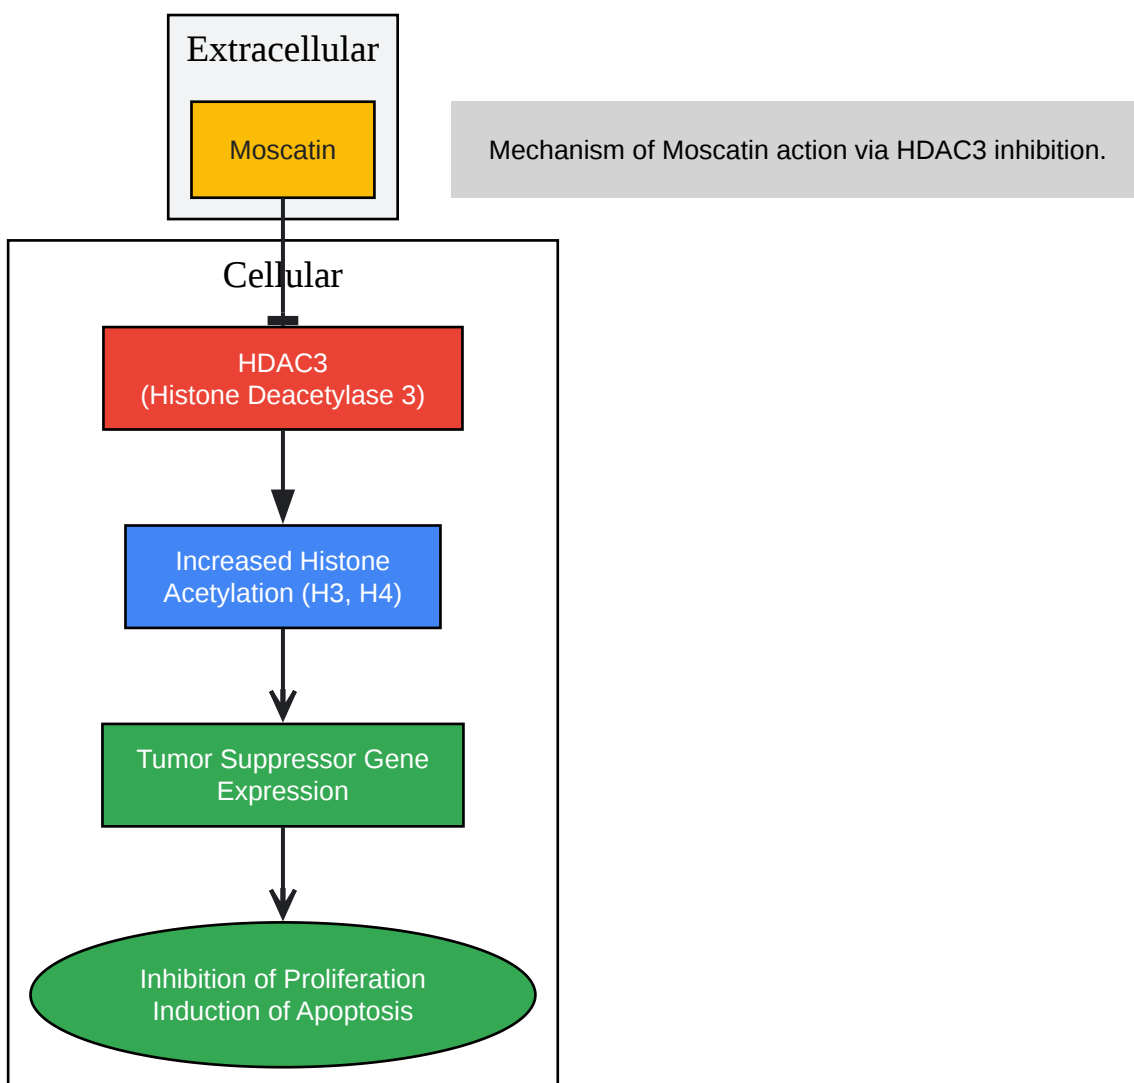 Extracellular
Moscatin
Mechanism of Moscatin action via HDAC3 inhibition.
Cellular
HDAC3
(Histone Deacetylase 3)
Increased Histone
Acetylation (H3, H4)
Tumor Suppressor Gene
Expression
Inhibition of Proliferation
Induction of Apoptosis